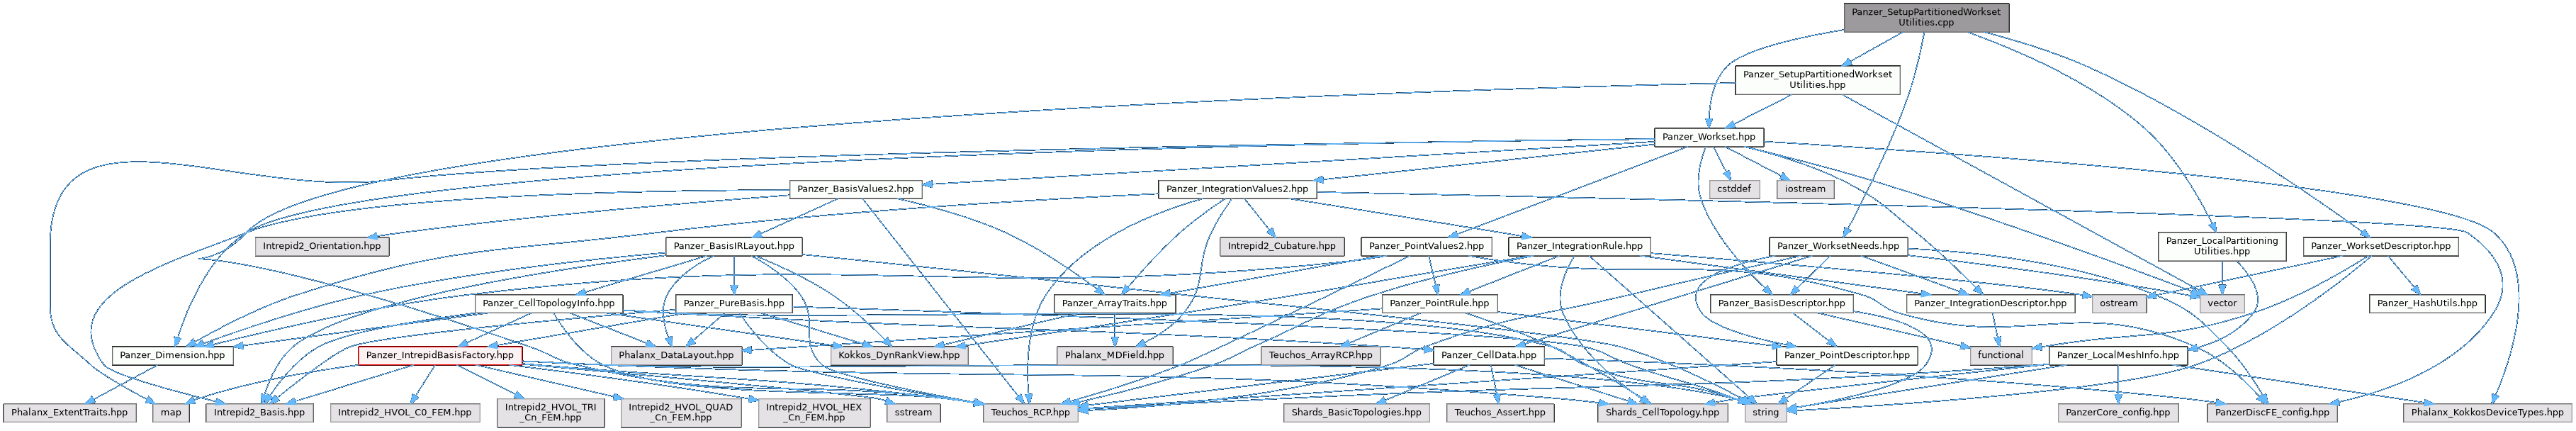 Panzer_SetupPartitionedWorkset
Utilities.cpp
Panzer_SetupPartitionedWorkset
Utilities.hpp
Panzer_Workset.hpp
Panzer_BasisValues2.hpp
Panzer_IntegrationValues2.hpp
cstddef
iostream
Intrepid2_Orientation.hpp
Panzer_BasisIRLayout.hpp
Intrepid2_Cubature.hpp
Panzer_PointValues2.hpp
Panzer_IntegrationRule.hpp
Panzer_WorksetNeeds.hpp
Panzer_LocalPartitioning
Utilities.hpp
Panzer_WorksetDescriptor.hpp
Panzer_CellTopologyInfo.hpp
Panzer_PureBasis.hpp
Panzer_ArrayTraits.hpp
Panzer_PointRule.hpp
Panzer_BasisDescriptor.hpp
Panzer_IntegrationDescriptor.hpp
ostream
vector
Panzer_HashUtils.hpp
Panzer_Dimension.hpp
Panzer_IntrepidBasisFactory.hpp
Phalanx_DataLayout.hpp
Kokkos_DynRankView.hpp
Phalanx_MDField.hpp
Teuchos_ArrayRCP.hpp
Panzer_CellData.hpp
Panzer_PointDescriptor.hpp
functional
Panzer_LocalMeshInfo.hpp
Phalanx_ExtentTraits.hpp
map
Intrepid2_Basis.hpp
Intrepid2_HVOL_C0_FEM.hpp
Intrepid2_HVOL_TRI
_Cn_FEM.hpp
Intrepid2_HVOL_QUAD
_Cn_FEM.hpp
Intrepid2_HVOL_HEX
_Cn_FEM.hpp
sstream
Teuchos_RCP.hpp
Shards_BasicTopologies.hpp
Teuchos_Assert.hpp
Shards_CellTopology.hpp
string
PanzerCore_config.hpp
PanzerDiscFE_config.hpp
Phalanx_KokkosDeviceTypes.hpp